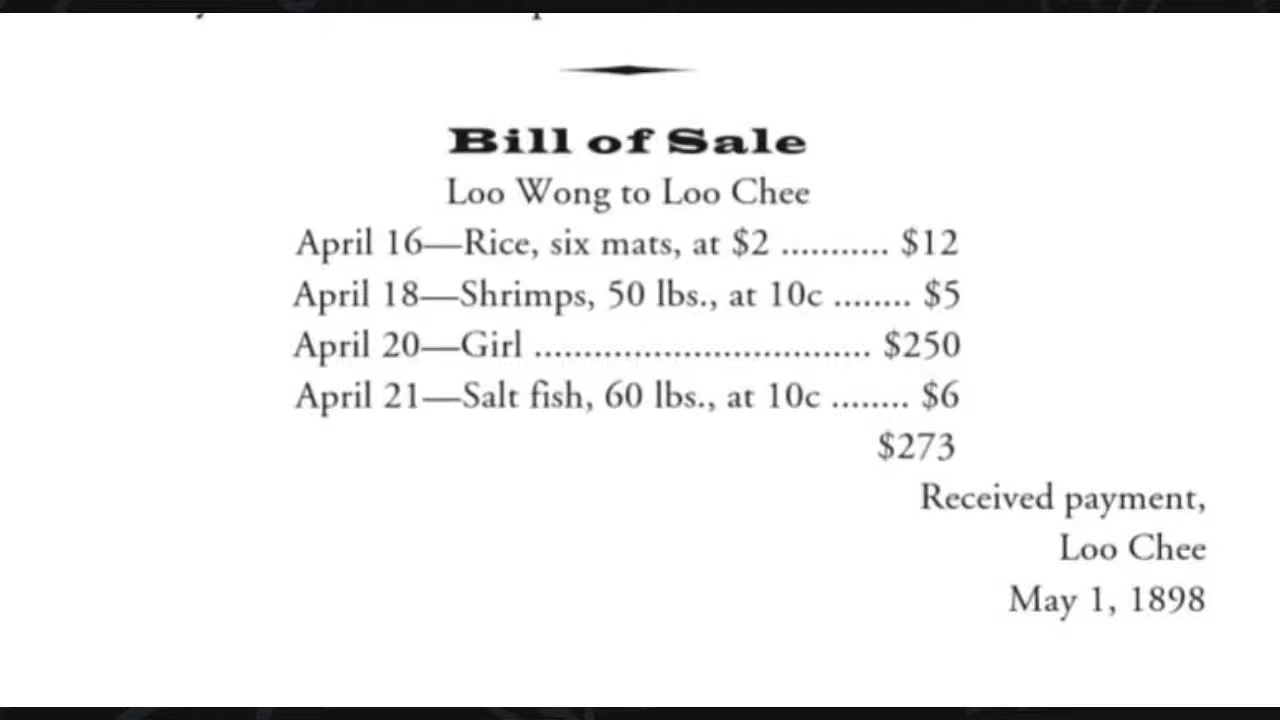 Bill of Sale
Loo Wong to Loo Chee
April 16—Rice, six mats, at $2 ........... $12
April 18—Shrimps, 50 lbs., at 10c ........ $5
April 20—Girl .................................. $250
April 21—Salt fish, 60 lbs., at 10c ........ $6
$273
Received payment,
Loo Chee
May 1, 1898